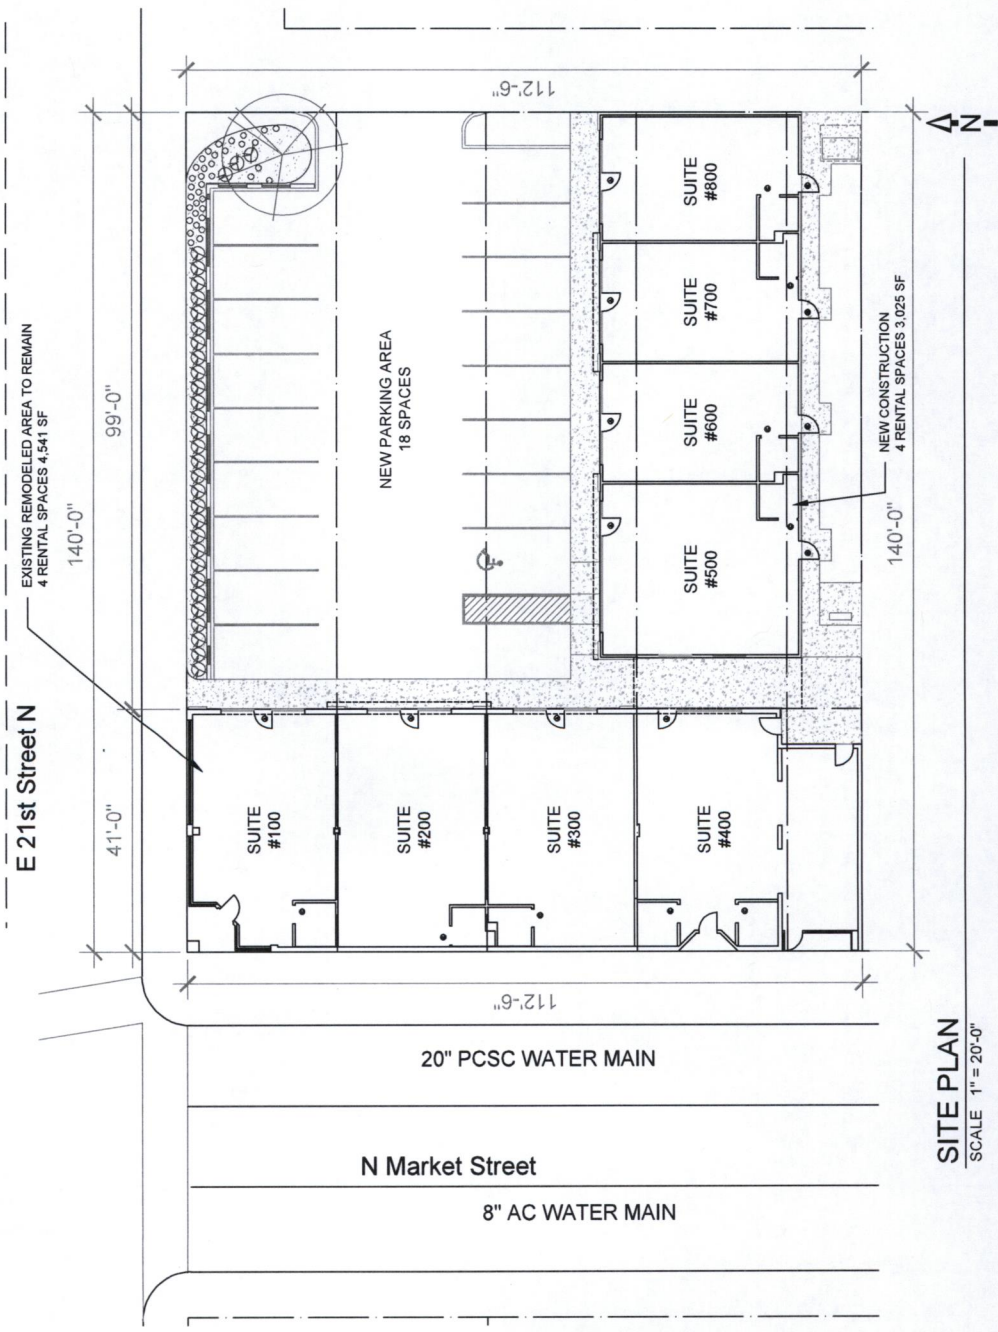 E 21st Street N
EXISTING REMODELED AREA TO REMAIN
4 RENTAL SPACES 4,541 SF
140'-0"
41'-0"
99'-0"
112'-6"
SUITE
#100
SUITE
#200
SUITE
#300
SUITE
#400
NEW PARKING AREA
18 SPACES
SUITE
#500
SUITE
#600
SUITE
#700
SUITE
#800
NEW CONSTRUCTION
4 RENTAL SPACES 3,025 SF
140'-0"
112'-6"
20" PCSC WATER MAIN
N Market Street
8" AC WATER MAIN
SITE PLAN
SCALE 1" = 20'-0"
N